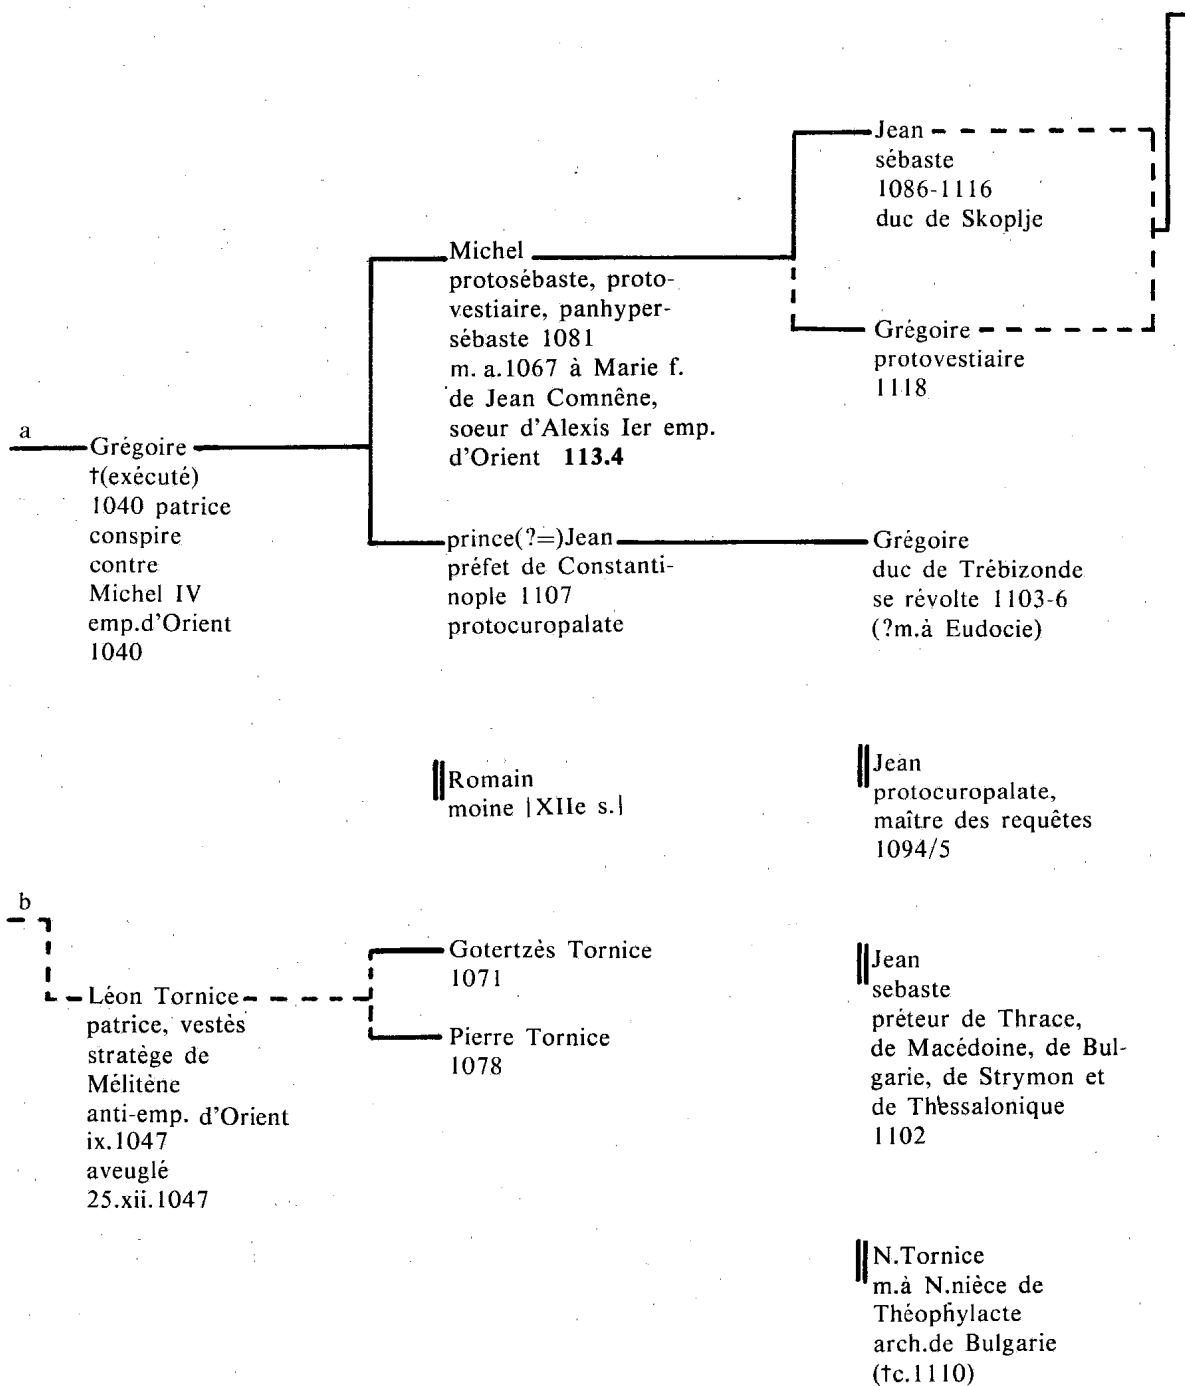 Jean
sébaste
1086-1116
duc de Skoplje
Michel
protosébaste, proto-
vestiaire, panhyper-
sébaste 1081
m. a.1067 à Marie f.
de Jean Comnêne,
soeur d'Alexis Ier emp.
d'Orient 113.4
Grégoire
protovestiaire
1118
a
Grégoire
†(exécuté)
1040 patrice
conspire
contre
Michel IV
emp.d'Orient
1040
prince(?=)Jean
préfet de Constanti-
nople 1107
protocuropalate
Grégoire
duc de Trébizonde
se révolte 1103-6
(?m.à Eudocie)
Romain
moine |XIIe s.|
Jean
protocuropalate,
maître des requêtes
1094/5
b
Léon Tornice
patrice, vestès
stratège de
Mélitène
anti-emp. d'Orient
ix.1047
aveuglé
25.xii.1047
Gotertzès Tornice
1071
Pierre Tornice
1078
Jean
sebaste
préteur de Thrace,
de Macédoine, de Bul-
garie, de Strymon et
de Thessalonique
1102
N.Tornice
m.à N.nièce de
Théophylacte
arch.de Bulgarie
(†c.1110)